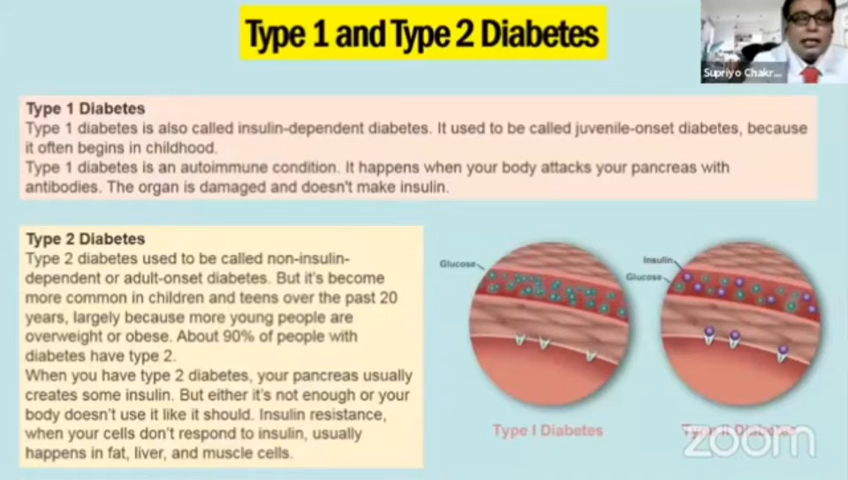 Type 1 and Type 2 Diabetes
Supriyo Chakr...
Type 1 Diabetes
Type 1 diabetes is also called insulin-dependent diabetes. It used to be called juvenile-onset diabetes, because
it often begins in childhood.
Type 1 diabetes is an autoimmune condition. It happens when your body attacks your pancreas with
antibodies. The organ is damaged and doesn't make insulin.
Type 2 Diabetes
Type 2 diabetes used to be called non-insulin-
dependent or adult-onset diabetes. But it's become
more common in children and teens over the past 20
years, largely because more young people are
overweight or obese. About 90% of people with
diabetes have type 2.
When you have type 2 diabetes, your pancreas usually
creates some insulin. But either it's not enough or your
body doesn't use it like it should. Insulin resistance,
when your cells don't respond to insulin, usually
happens in fat, liver, and muscle cells.
Glucose
Insulin
Glucose
Type I Diabetes
Type II Diabetes
zoom